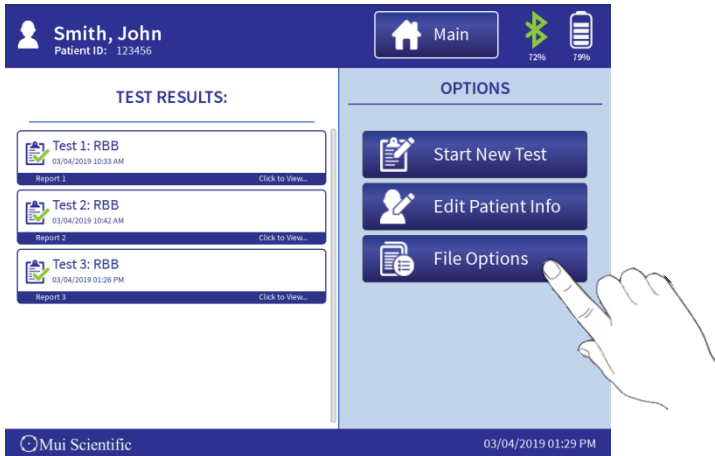 Smith, John
Patient ID: 123456
Main
72%
79%
TEST RESULTS:
Test 1: RBB
03/04/2019 10:33 AM
Report 1 Click to View...
Test 2: RBB
03/04/2019 10:42 AM
Report 2 Click to View...
Test 3: RBB
03/04/2019 01:26 PM
Report 3 Click to View...
OPTIONS
Start New Test
Edit Patient Info
File Options
Mui Scientific
03/04/2019 01:29 PM